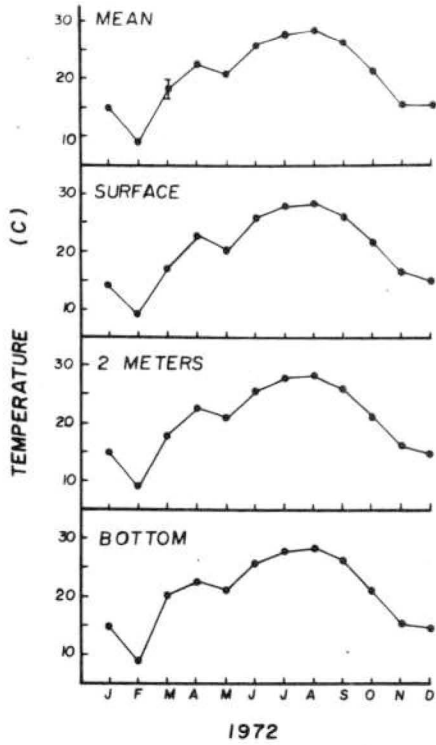 MEAN
30
20
10
SURFACE
30
20
10
2 METERS
30
20
10
BOTTOM
30
20
10
TEMPERATURE (C)
J F M A M J J A S O N D
1972